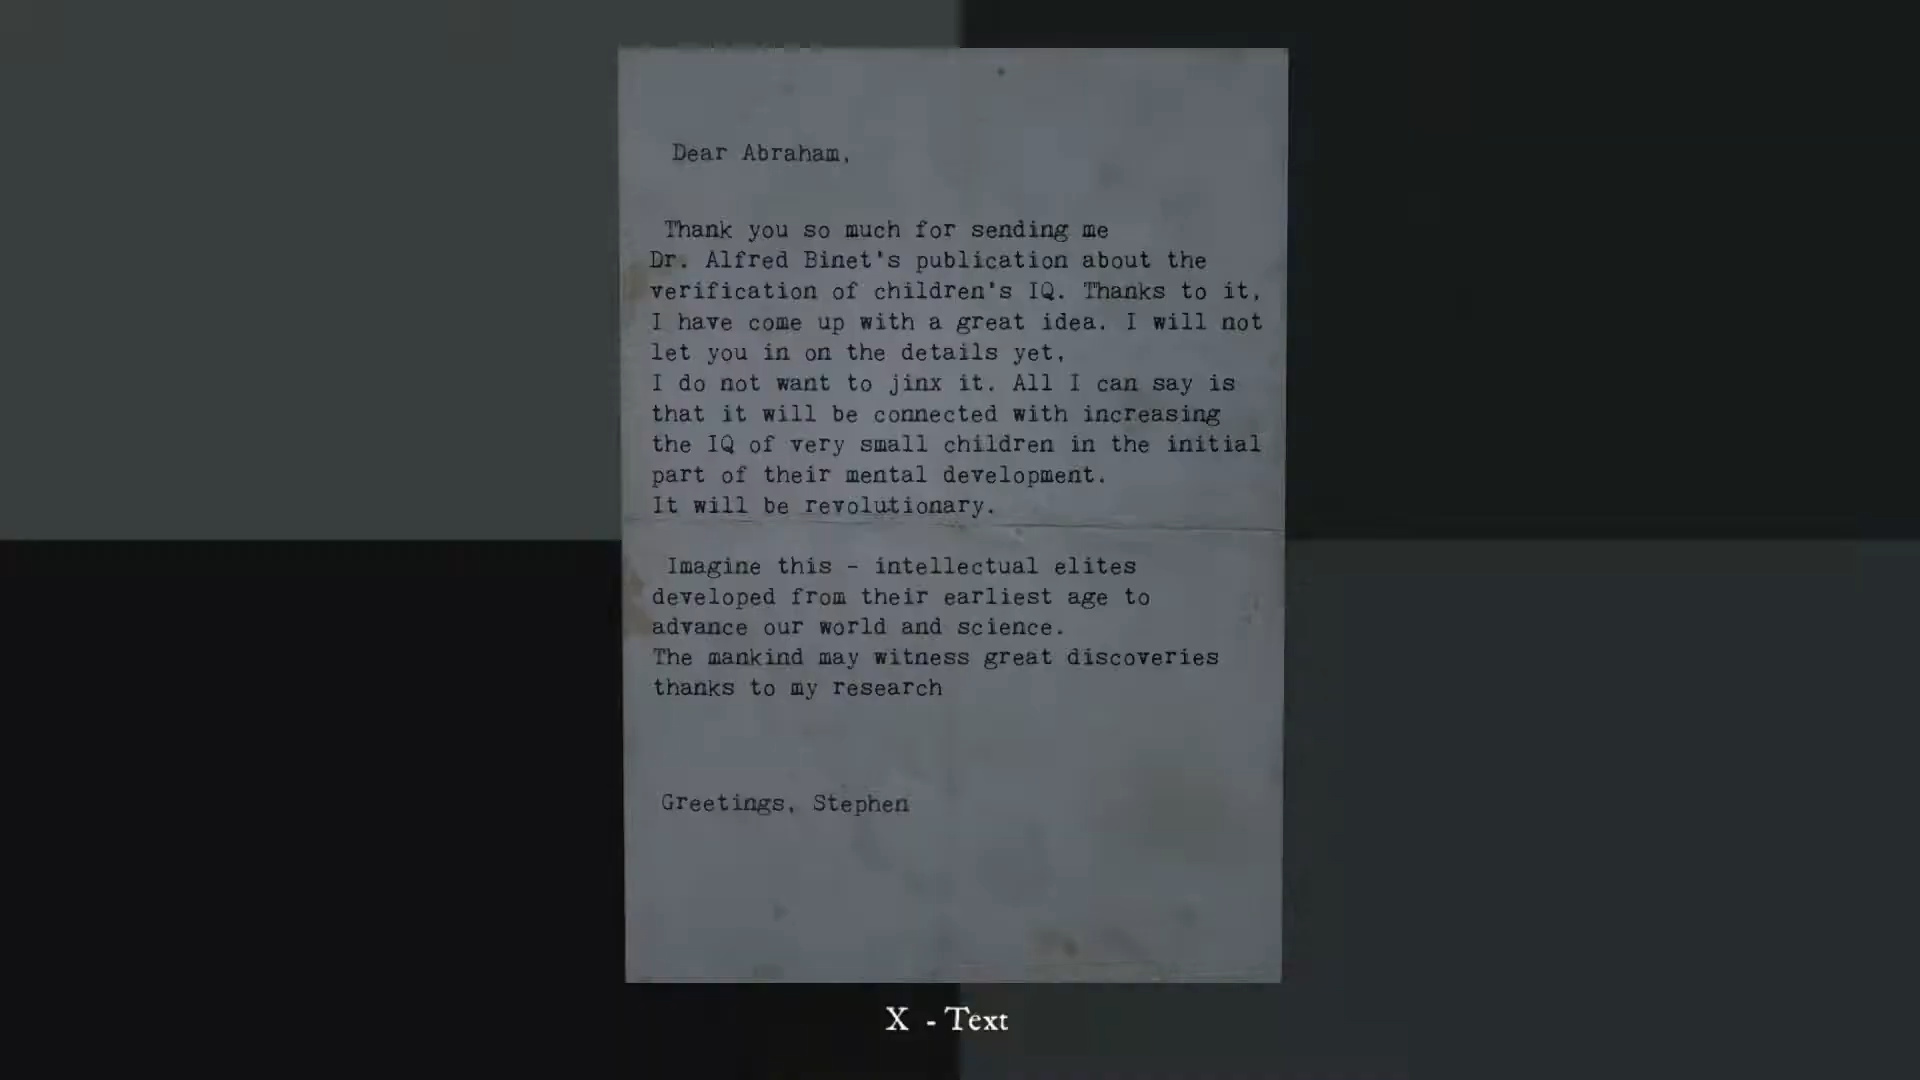 Dear Abraham,
Thank you so much for sending me
Dr. Alfred Binet's publication about the
verification of children's IQ. Thanks to it,
I have come up with a great idea. I will not
let you in on the details yet,
I do not want to jinx it. All I can say is
that it will be connected with increasing
the IQ of very small children in the initial
part of their mental development.
It will be revolutionary.
Imagine this - intellectual elites
developed from their earliest age to
advance our world and science.
The mankind may witness great discoveries
thanks to my research
Greetings, Stephen
X - Text